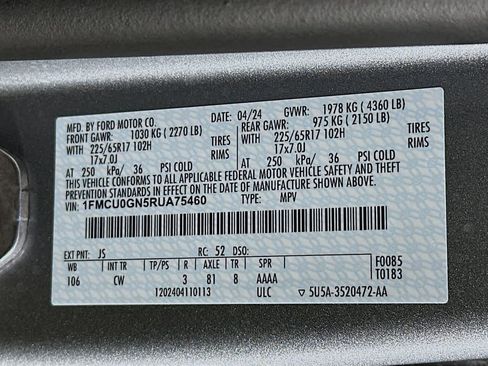 MFD. BY FORD MOTOR CO. 04/24 GVWR: 1978 KG ( 4360 LB)
FRONT GAWR: 1030 KG ( 2270 LB) REAR GAWR: 975 KG ( 2150 LB)
WITH TIRES WITH TIRES
225/65R17 102H 225/65R17 102H
17x7.0J RIMS 17x7.0J RIMS
AT 250 kPa/ 36 PSI COLD AT 250 kPa/ 36 PSI COLD
THIS VEHICLE CONFORMS TO ALL APPLICABLE FEDERAL MOTOR VEHICLE SAFETY AND THEFT
PREVENTION STANDARDS IN EFFECT ON THE DATE OF MANUFACTURE SHOWN ABOVE.
VIN: 1FMCU0GN5RUA75460 TYPE: MPV
EXT PNT: JS RC: 52 DSO:
WB INT TR TP/PS R AXLE TR SPR F0085
106 CW 3 81 8 AAAA T0183
1202404110113 ULC ▽ 5U5A-3520472-AA